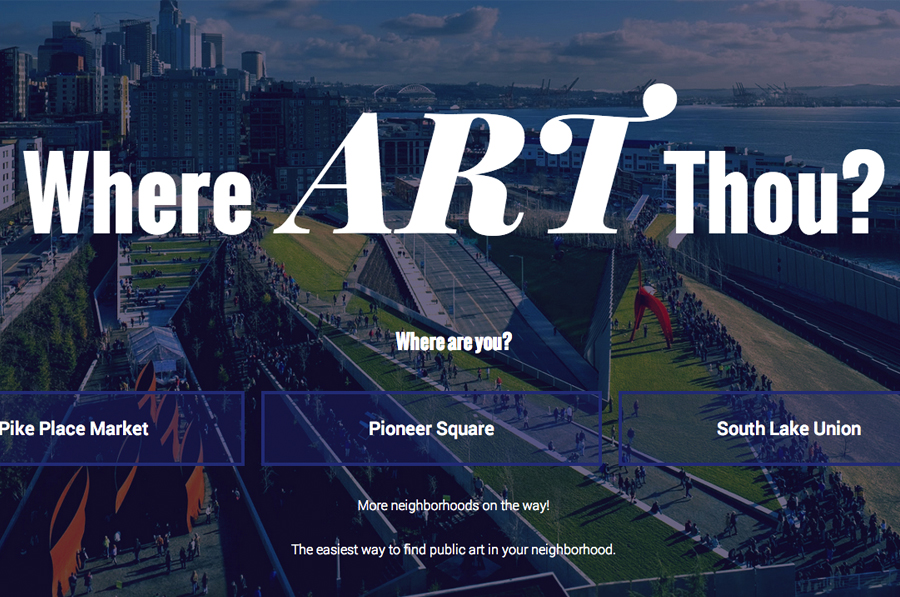 Where ART Thou?
Where are you?
Pike Place Market
Pioneer Square
South Lake Union
More neighborhoods on the way!
The easiest way to find public art in your neighborhood.